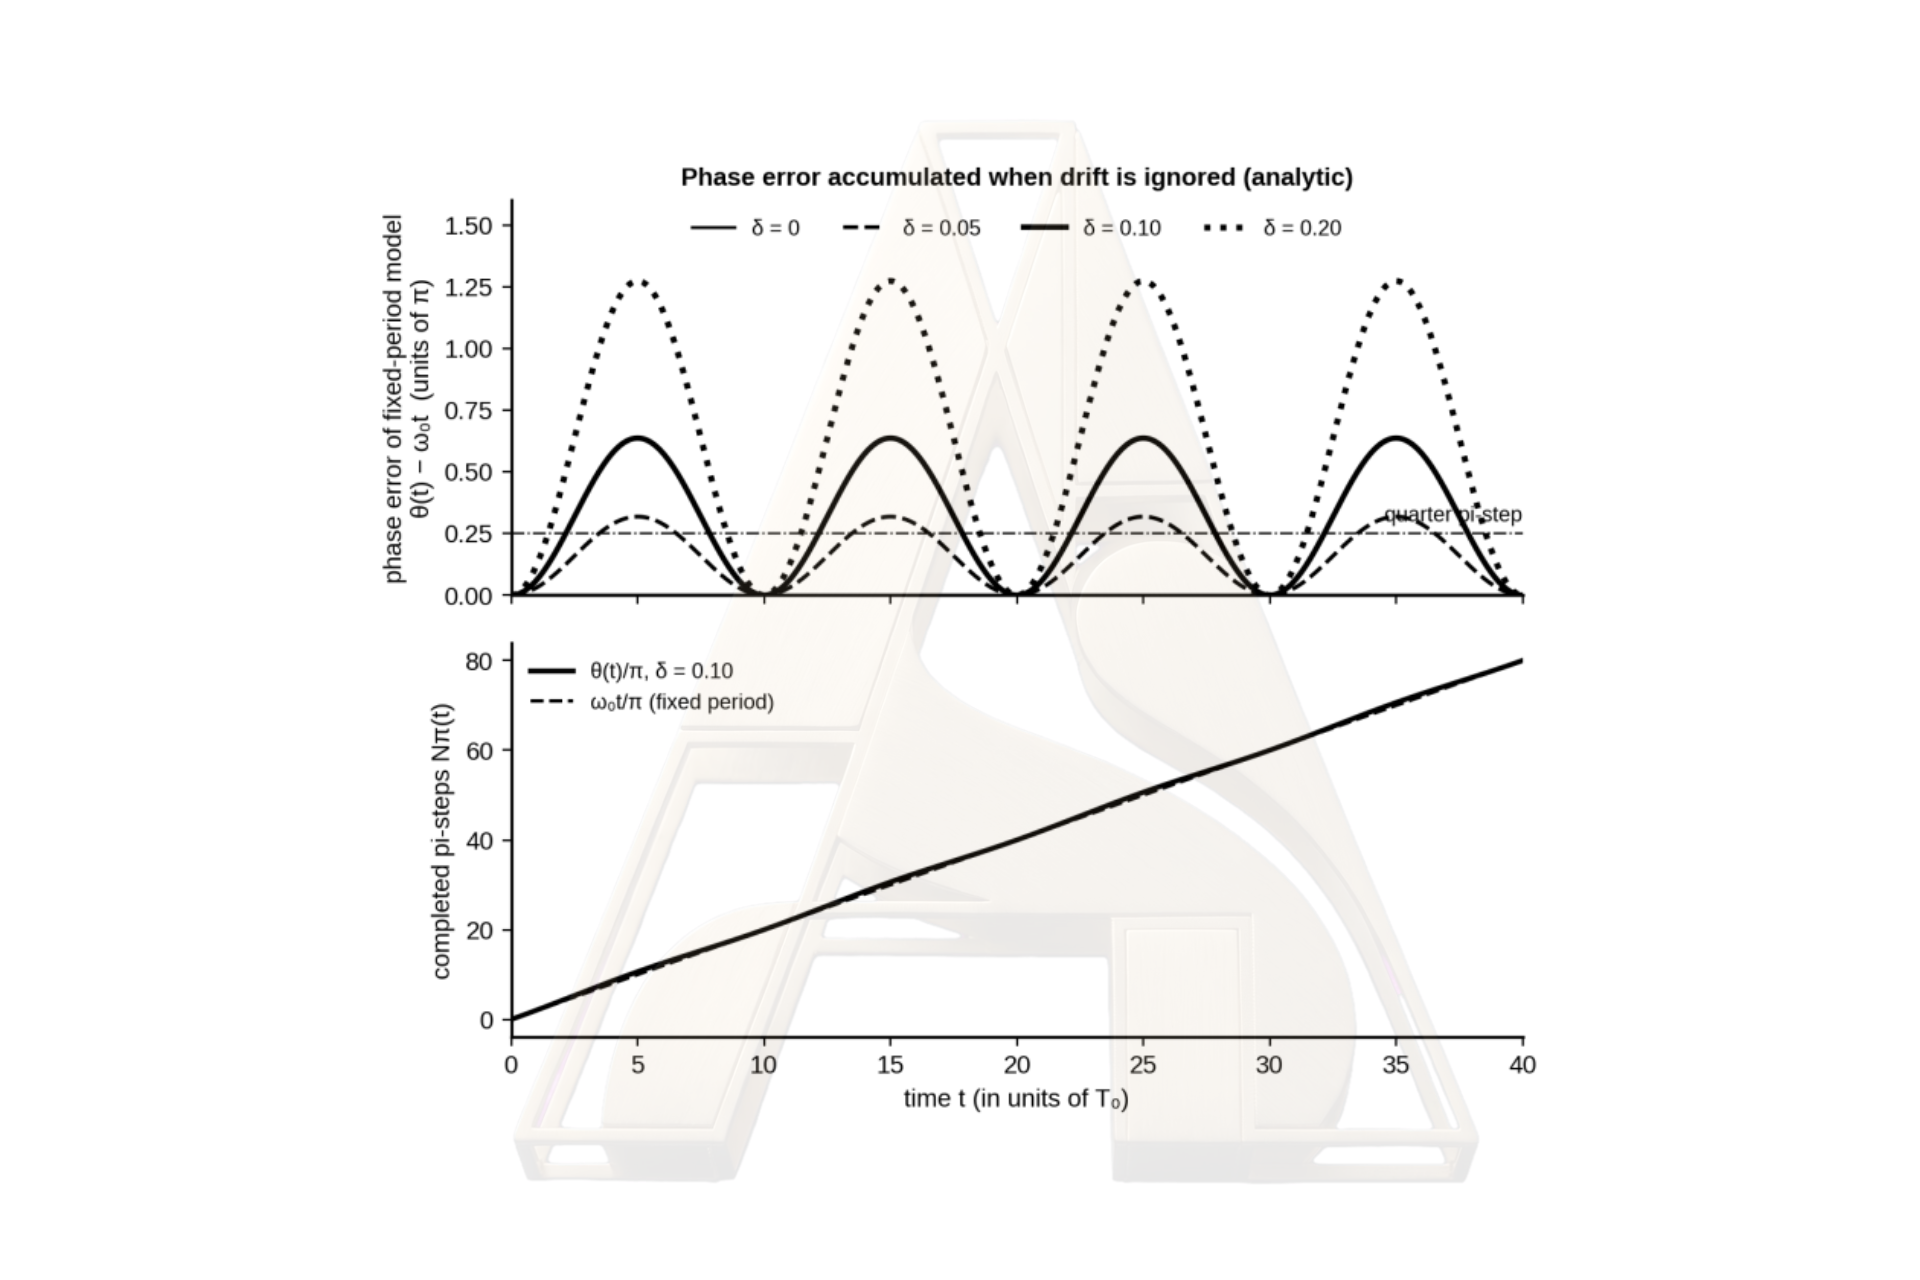 Phase error accumulated when drift is ignored (analytic)
δ = 0 δ = 0.05 δ = 0.10 δ = 0.20
phase error of fixed-period model
θ(t) − ω₀t (units of π)
1.50
1.25
1.00
0.75
0.50
0.25
0.00
quarter pi-step
completed pi-steps Nπ(t)
80
60
40
20
0
θ(t)/π, δ = 0.10
ω₀t/π (fixed period)
0 5 10 15 20 25 30 35 40
time t (in units of T₀)